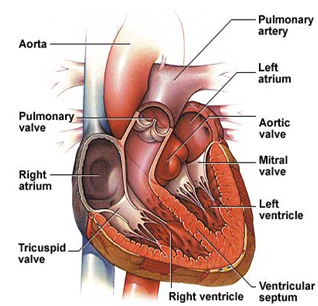 Pulmonary
artery
Aorta
Left
atrium
Pulmonary
valve
Aortic
valve
Mitral
valve
Right
atrium
Left
ventricle
Tricuspid
valve
Ventricular
septum
Right ventricle